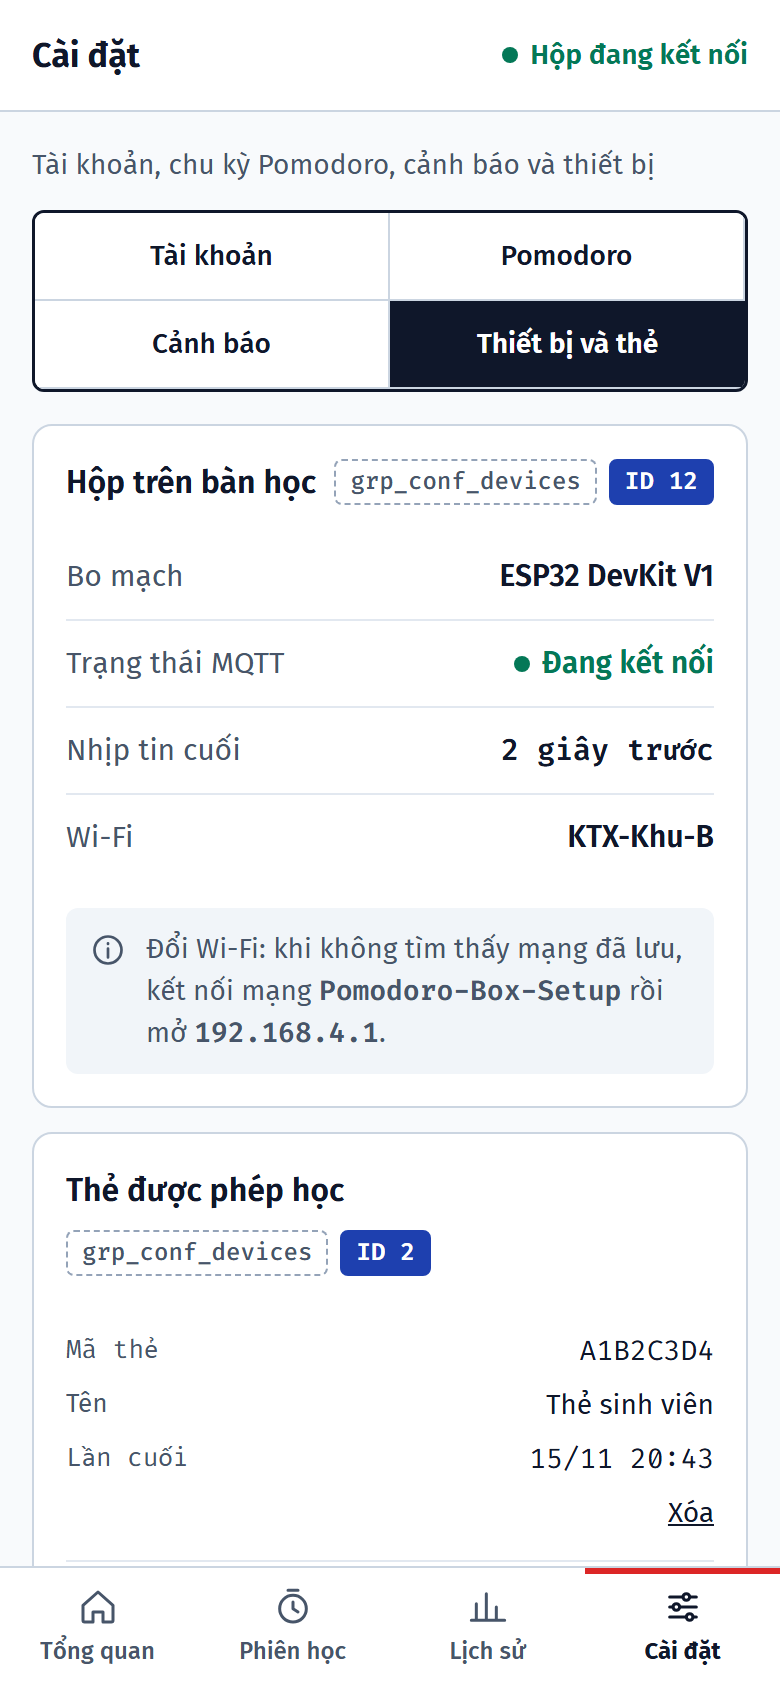 Cài đặt
Hộp đang kết nối
Tài khoản, chu kỳ Pomodoro, cảnh báo và thiết bị
Tài khoản
Pomodoro
Cảnh báo
Thiết bị và thẻ
Hộp trên bàn học
grp_conf_devices
ID 12
Bo mạch
ESP32 DevKit V1
Trạng thái MQTT
Đang kết nối
Nhịp tin cuối
2 giây trước
Wi-Fi
KTX-Khu-B
Đổi Wi-Fi: khi không tìm thấy mạng đã lưu,
kết nối mạng Pomodoro-Box-Setup rồi
mở 192.168.4.1.
Thẻ được phép học
grp_conf_devices
ID 2
Mã thẻ
A1B2C3D4
Tên
Thẻ sinh viên
Lần cuối
15/11 20:43
Xóa
Tổng quan
Phiên học
Lịch sử
Cài đặt